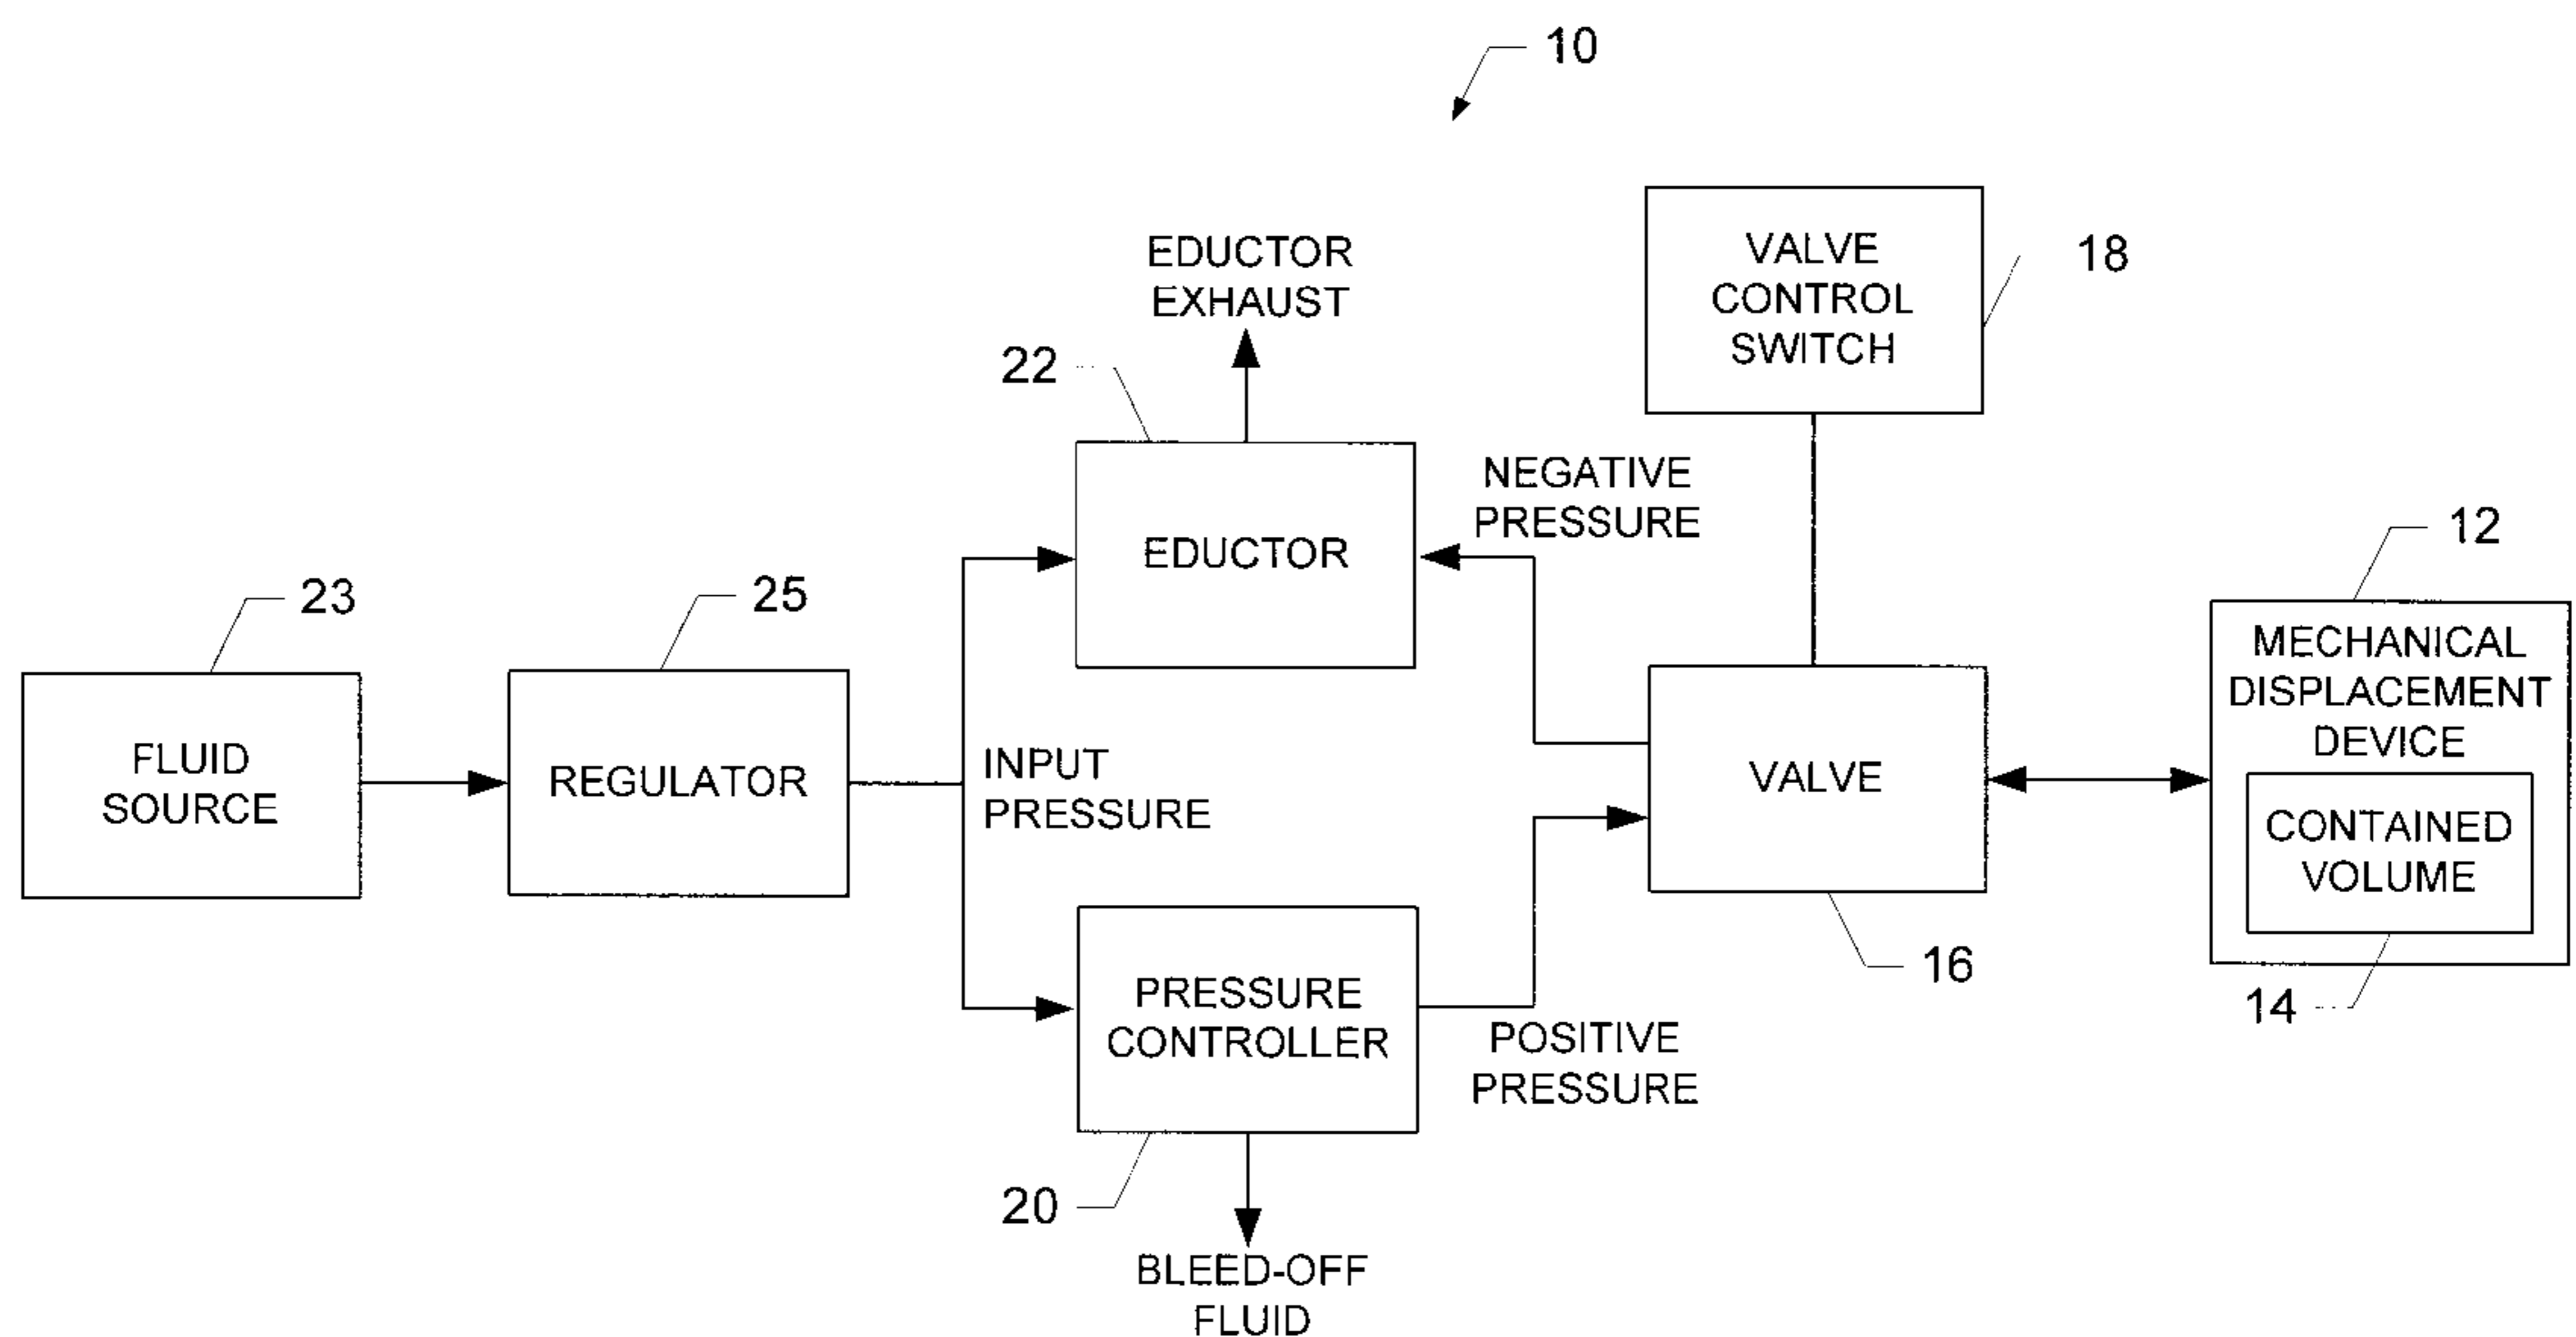 10
EDUCTOR
EXHAUST
VALVE
CONTROL
SWITCH
18
22
NEGATIVE
PRESSURE
EDUCTOR
12
23
25
MECHANICAL
DISPLACEMENT
DEVICE
FLUID
SOURCE
REGULATOR
INPUT
PRESSURE
VALVE
CONTAINED
VOLUME
16
14
PRESSURE
CONTROLLER
POSITIVE
PRESSURE
20
BLEED-OFF
FLUID